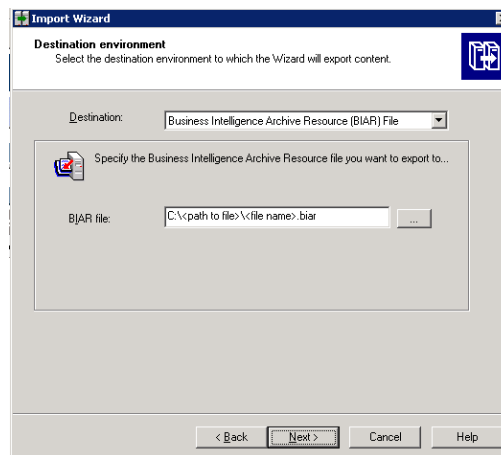 Import Wizard
Destination environment
Select the destination environment to which the Wizard will export content.
Destination:
Business Intelligence Archive Resource (BIAR) File
Specify the Business Intelligence Archive Resource file you want to export to...
BIAR file:
C:\<path to file>\<file name>.biar
...
< Back
Next >
Cancel
Help